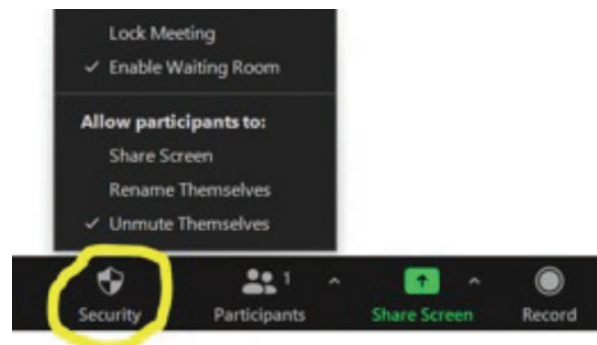 Lock Meeting
✓ Enable Waiting Room
Allow participants to:
Share Screen
Rename Themselves
✓ Unmute Themselves
1
Security Participants Share Screen Record